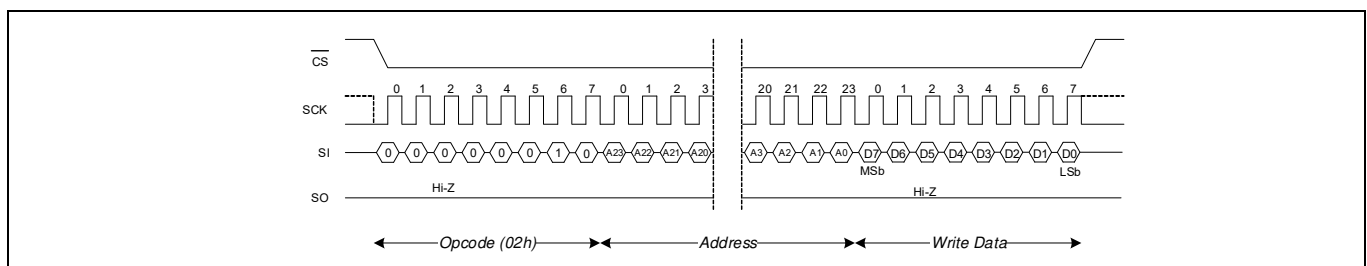 CS
0 1 2 3 4 5 6 7 0 1 2 3 20 21 22 23 0 1 2 3 4 5 6 7
SCK
SI 0 0 0 0 0 0 1 0 A23 A22 A21 A20 A3 A2 A1 A0 D7 D6 D5 D4 D3 D2 D1 D0
MSb LSb
Hi-Z Hi-Z
SO
Opcode (02h) Address Write Data